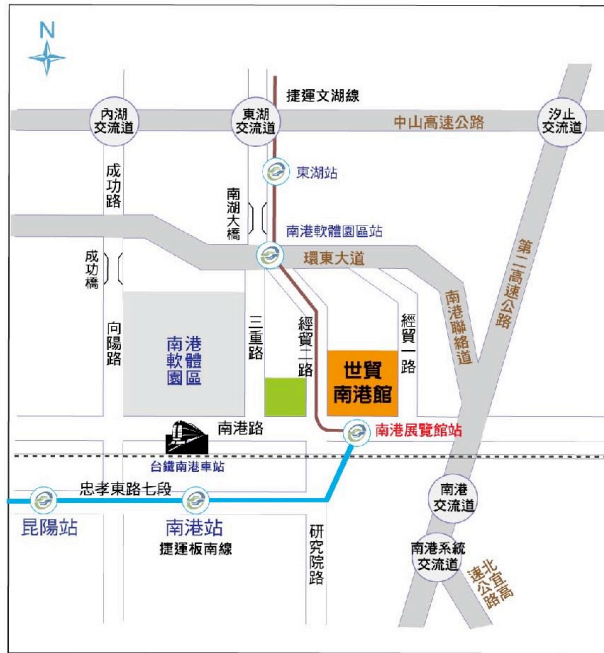 N
捷運文湖線
內湖
交流道
東湖
交流道
中山高速公路
汐止
交流道
成功路
東湖站
南湖大橋
南港軟體園區站
環東大道
第二高速公路
成功橋
南港聯絡道
向陽路
南港
軟體
園區
三重路
經貿二路
經貿一路
世貿
南港館
南港路
南港展覽館站
台鐵南港車站
忠孝東路七段
昆陽站
南港站
捷運板南線
研究院路
南港
交流道
南港系統
交流道
北宜高
速公路